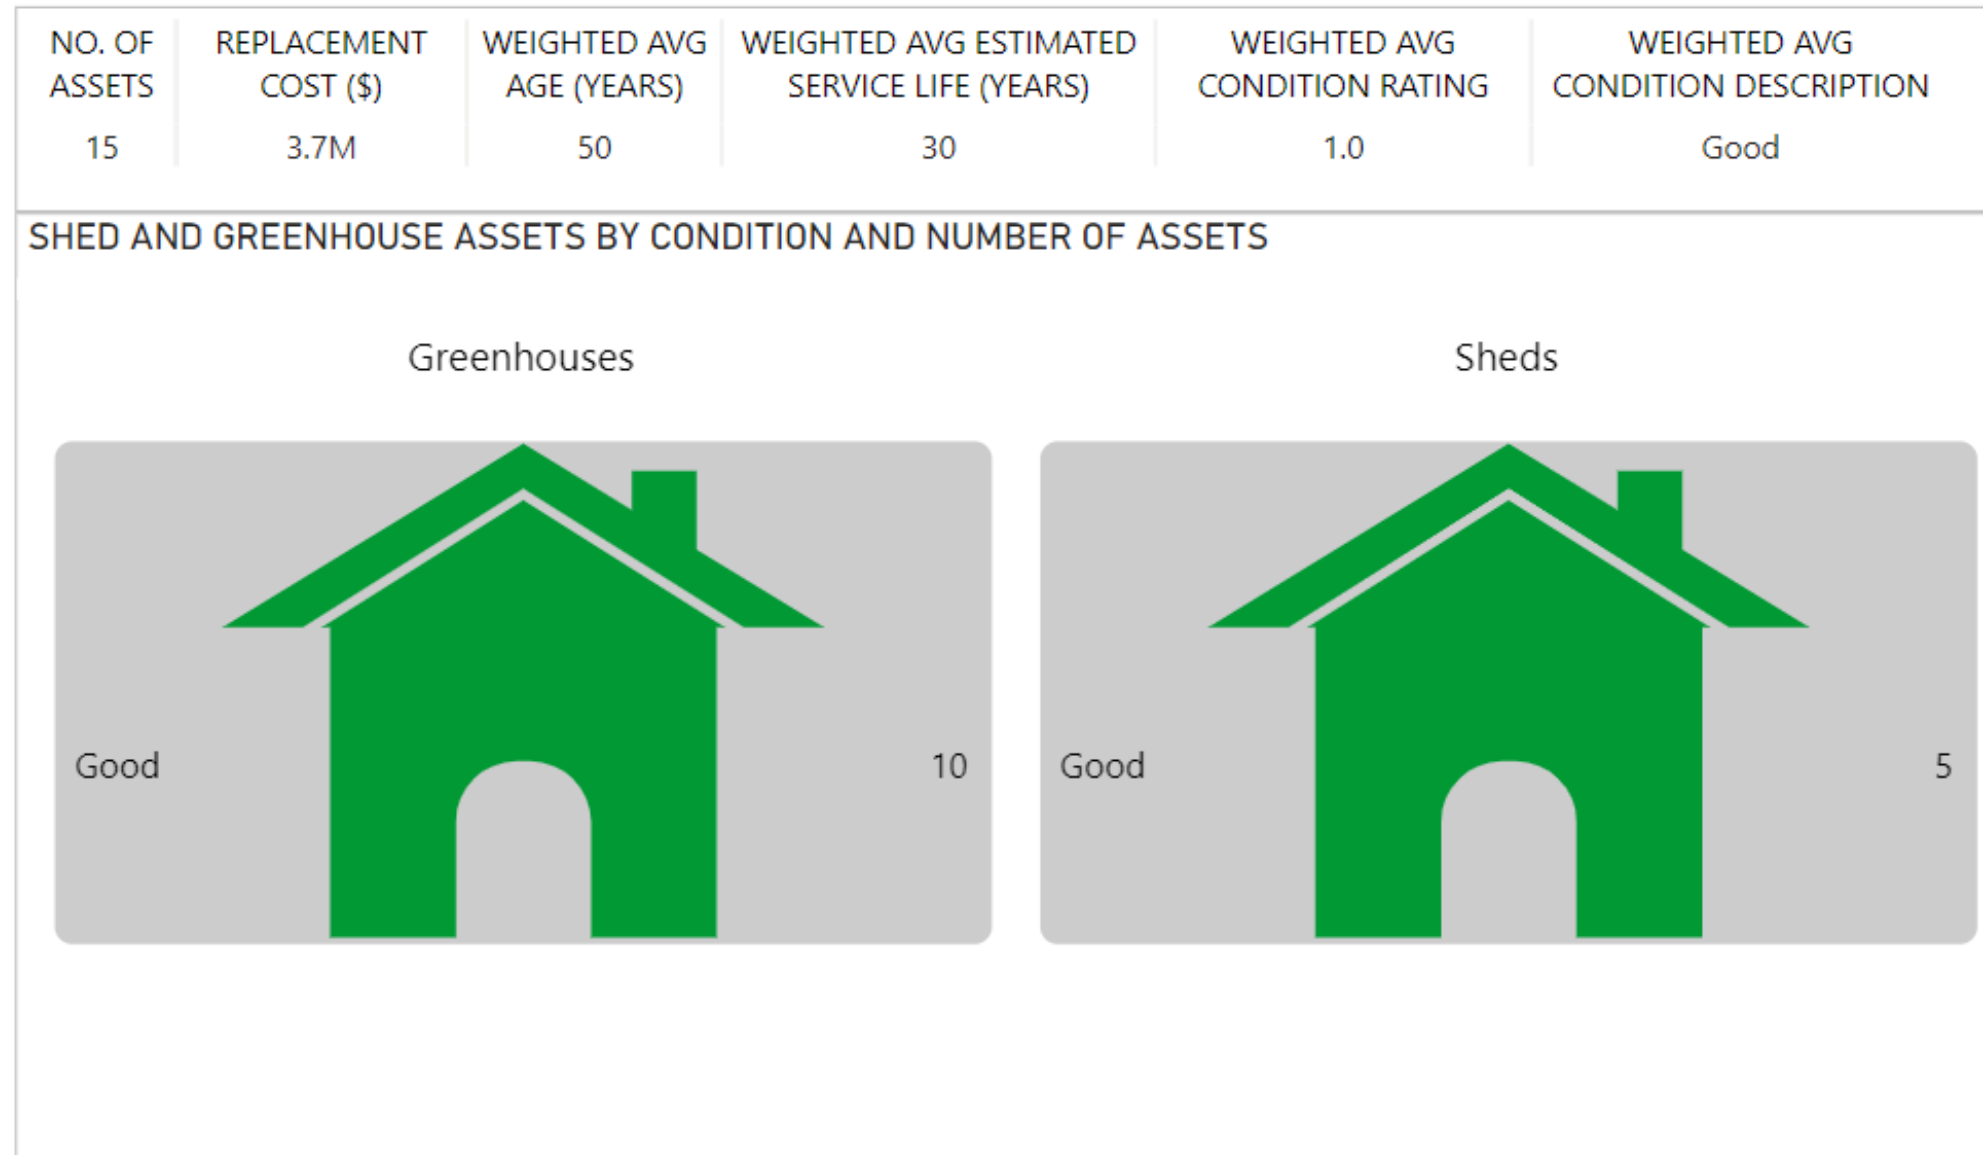 NO. OF ASSETS
REPLACEMENT COST ($)
WEIGHTED AVG AGE (YEARS)
WEIGHTED AVG ESTIMATED SERVICE LIFE (YEARS)
WEIGHTED AVG CONDITION RATING
WEIGHTED AVG CONDITION DESCRIPTION
15 3.7M 50 30 1.0 Good
SHED AND GREENHOUSE ASSETS BY CONDITION AND NUMBER OF ASSETS
Greenhouses Sheds
Good 10 Good 5